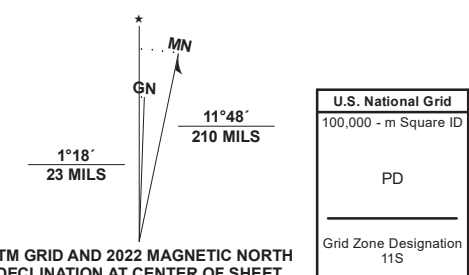 ★
MN
GN
1°18´
23 MILS
11°48´
210 MILS
TM GRID AND 2022 MAGNETIC NORTH
DECLINATION AT CENTER OF SHEET
U.S. National Grid
100,000 - m Square ID
PD
Grid Zone Designation
11S